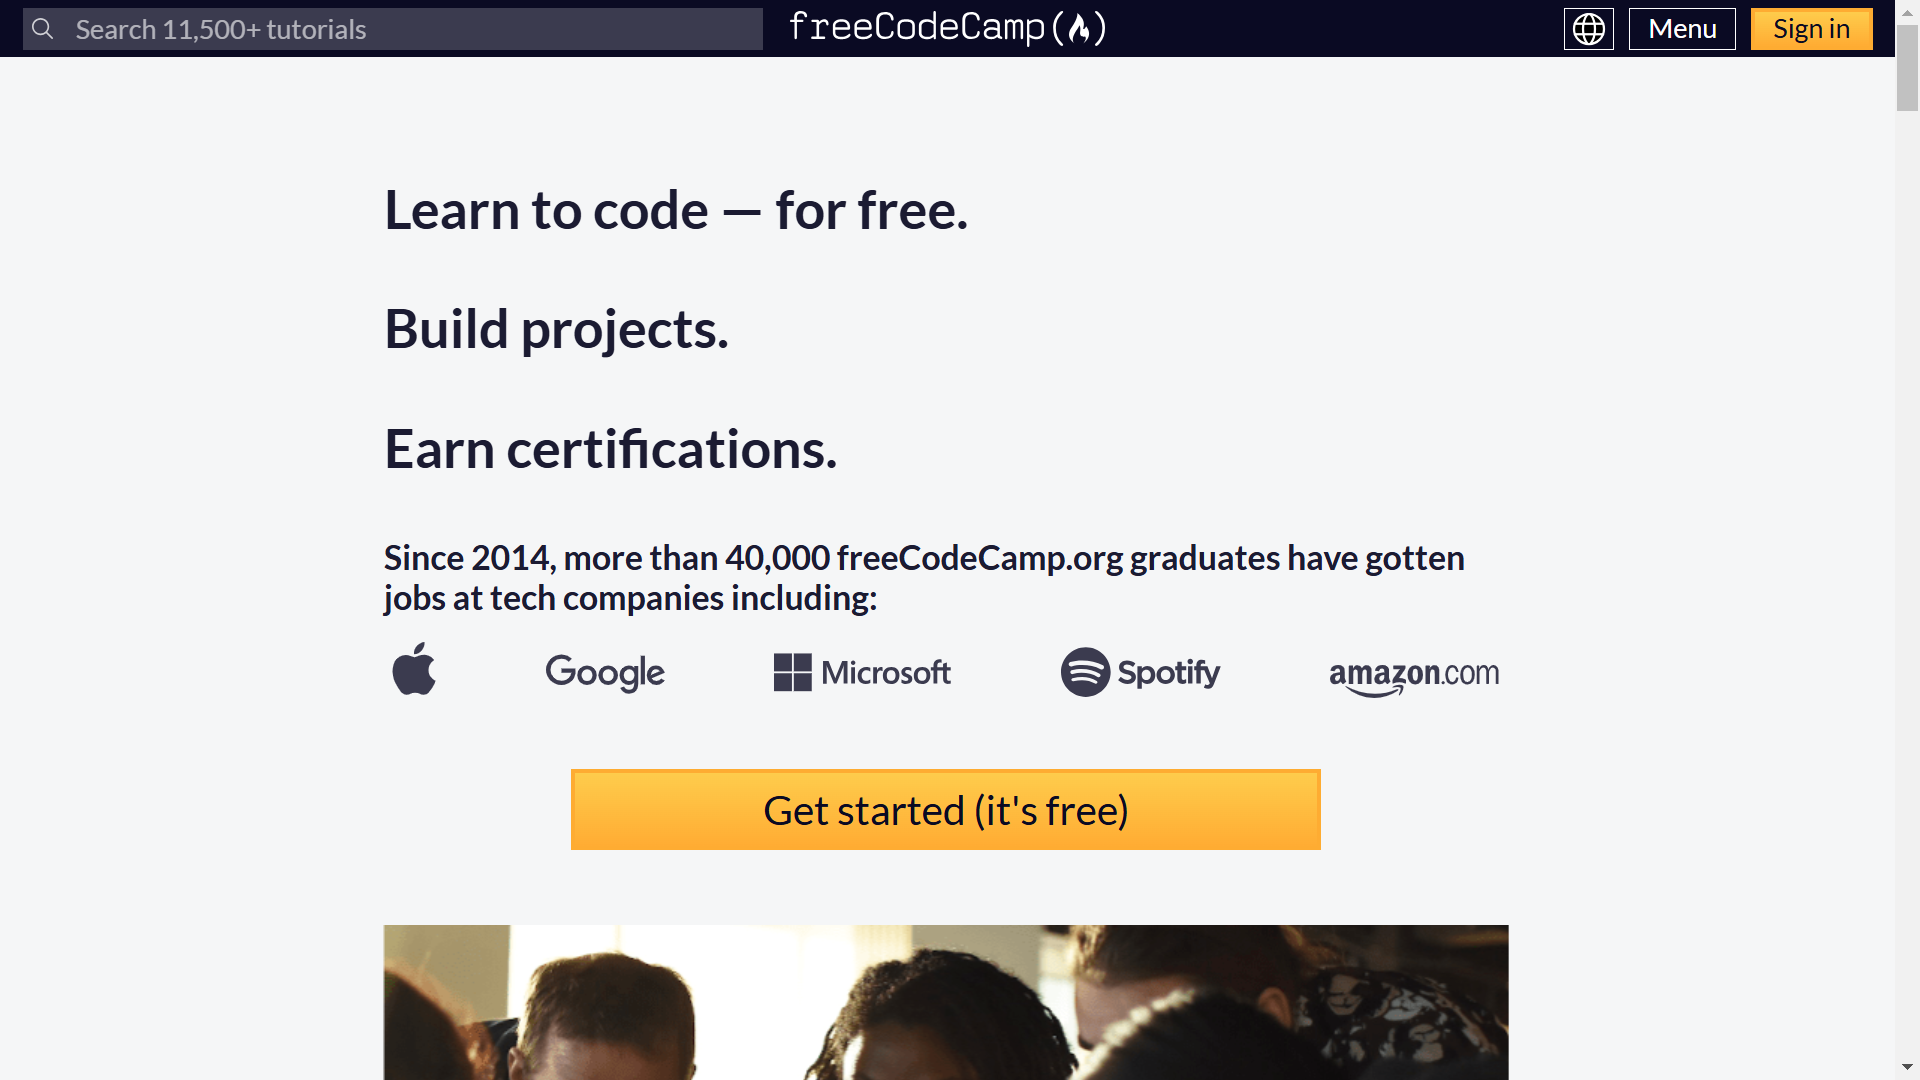 Search 11,500+ tutorials
freeCodeCamp
Menu
Sign in
Learn to code — for free.
Build projects.
Earn certifications.
Since 2014, more than 40,000 freeCodeCamp.org graduates have gotten
jobs at tech companies including:
Google
Microsoft
Spotify
amazon.com
Get started (it's free)